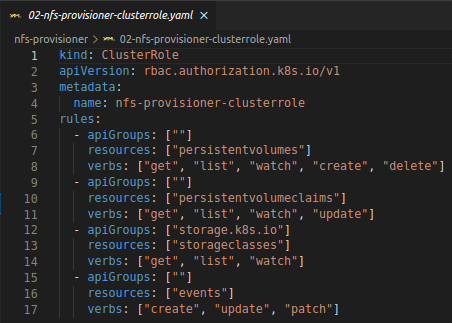 02-nfs-provisioner-clusterrole.yaml ×
nfs-provisioner > 02-nfs-provisioner-clusterrole.yaml
1 kind: ClusterRole
2 apiVersion: rbac.authorization.k8s.io/v1
3 metadata:
4   name: nfs-provisioner-clusterrole
5 rules:
6   - apiGroups: [""]
7     resources: ["persistentvolumes"]
8     verbs: ["get", "list", "watch", "create", "delete"]
9   - apiGroups: [""]
10     resources: ["persistentvolumeclaims"]
11     verbs: ["get", "list", "watch", "update"]
12   - apiGroups: ["storage.k8s.io"]
13     resources: ["storageclasses"]
14     verbs: ["get", "list", "watch"]
15   - apiGroups: [""]
16     resources: ["events"]
17     verbs: ["create", "update", "patch"]